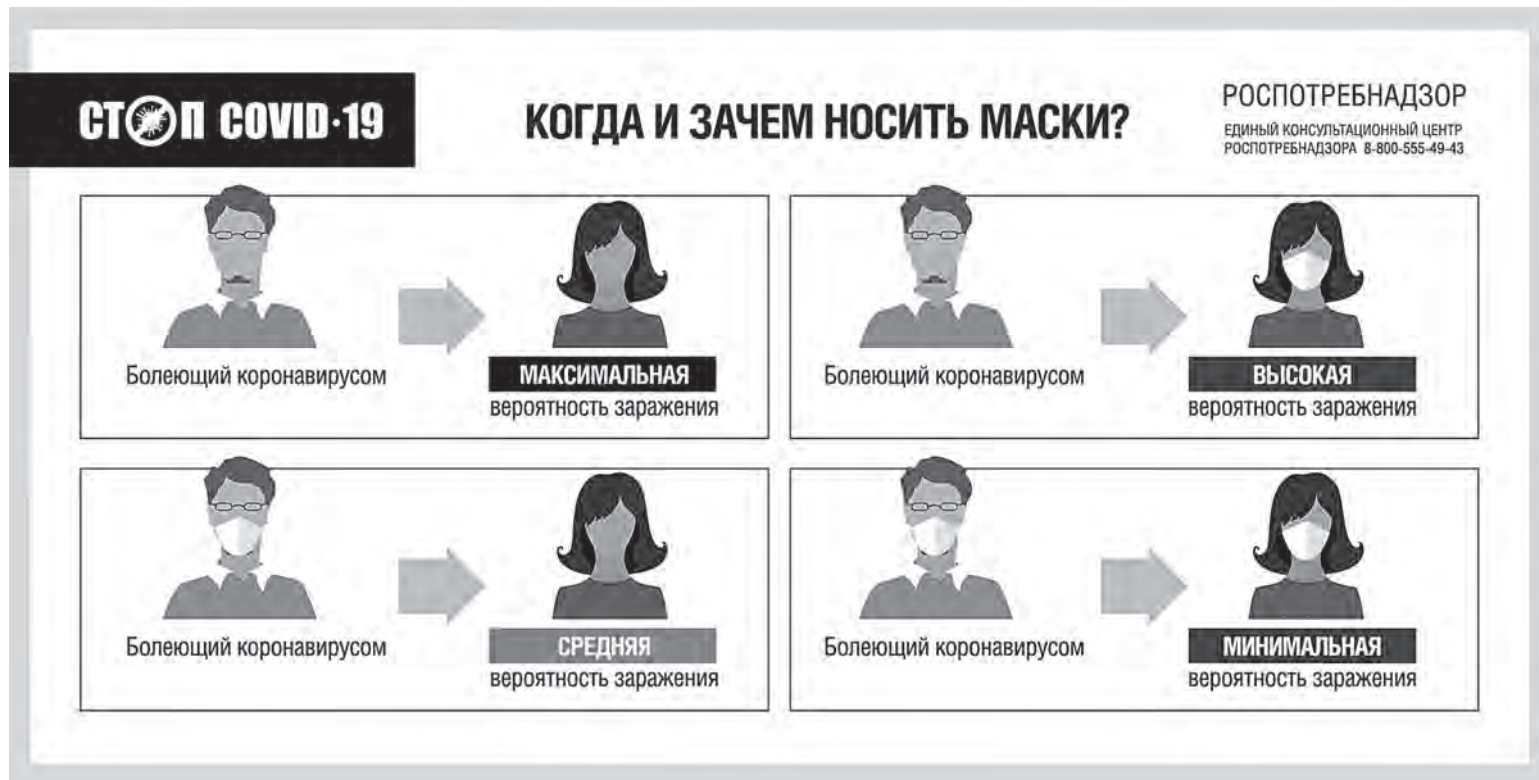 СТОП COVID·19
КОГДА И ЗАЧЕМ НОСИТЬ МАСКИ?
РОСПОТРЕБНАДЗОР
ЕДИНЫЙ КОНСУЛЬТАЦИОННЫЙ ЦЕНТР
РОСПОТРЕБНАДЗОРА 8-800-555-49-43
Болеющий коронавирусом
МАКСИМАЛЬНАЯ
вероятность заражения
Болеющий коронавирусом
ВЫСОКАЯ
вероятность заражения
Болеющий коронавирусом
СРЕДНЯЯ
вероятность заражения
Болеющий коронавирусом
МИНИМАЛЬНАЯ
вероятность заражения